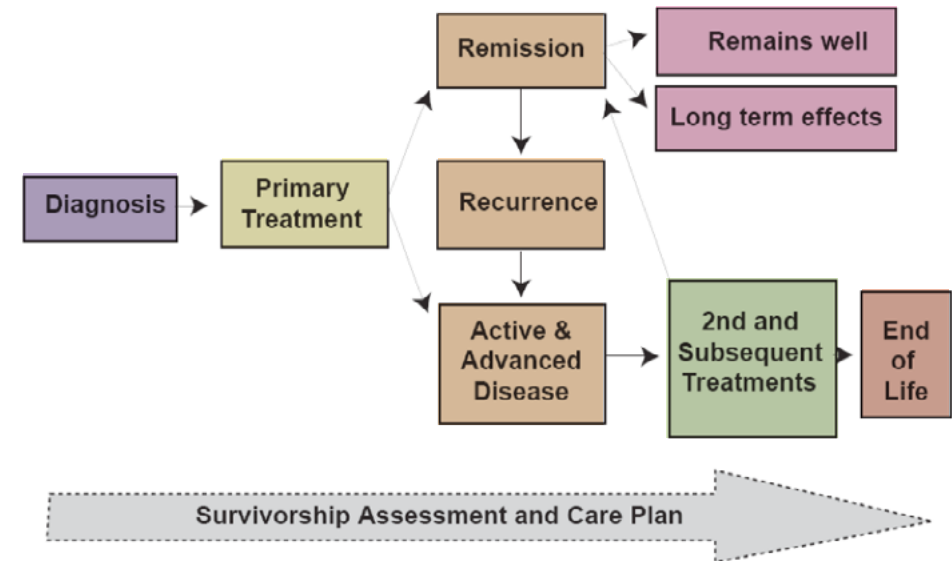 Diagnosis
Primary
Treatment
Remission
Remains well
Long term effects
Recurrence
Active &
Advanced
Disease
2nd and
Subsequent
Treatments
End
of
Life
Survivorship Assessment and Care Plan